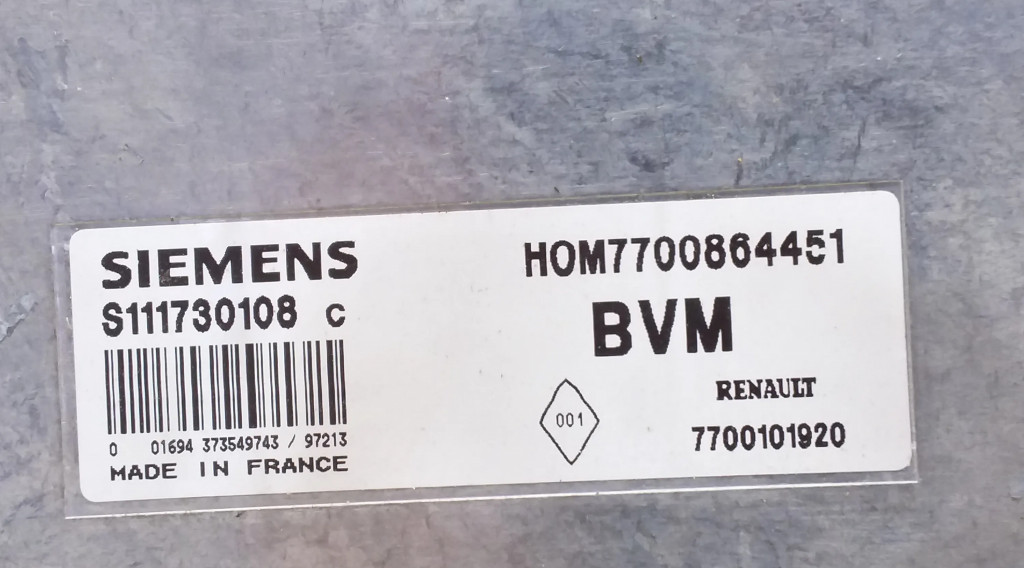 SIEMENS
S111730108 C
0 01694 373549743 / 97213
MADE IN FRANCE
HOM7700864451
BVM
RENAULT
001
7700101920